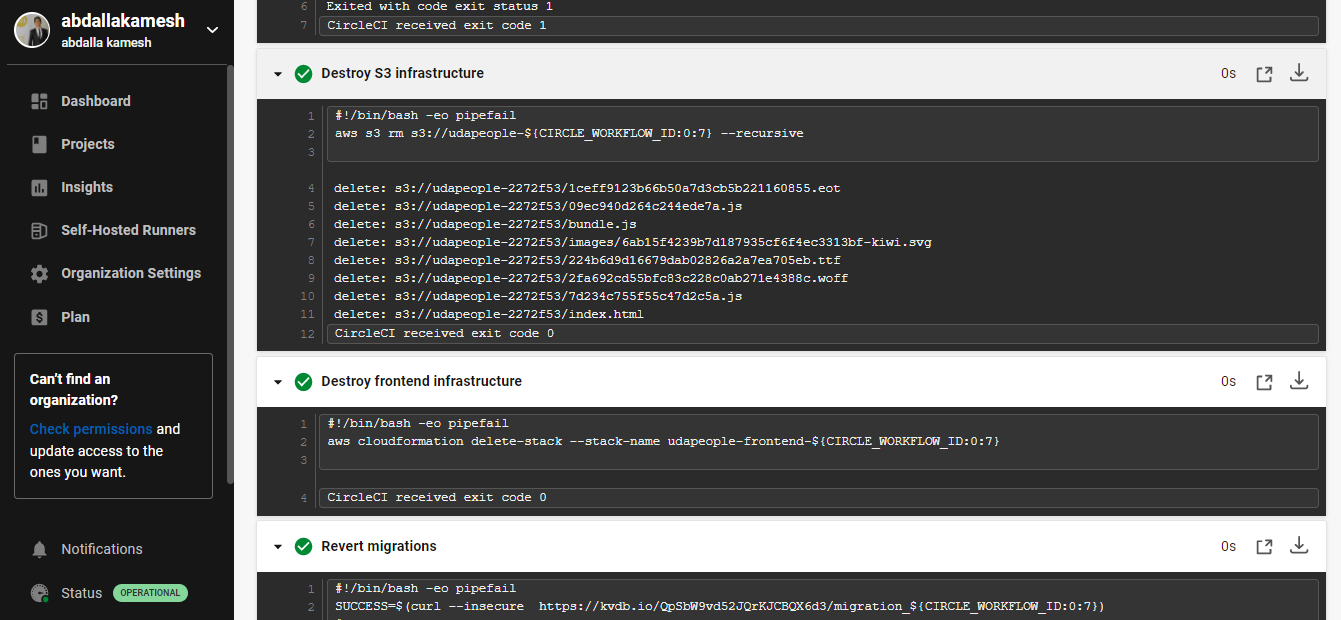 abdallakamesh
abdalla kamesh
Dashboard
Projects
Insights
Self-Hosted Runners
Organization Settings
Plan
Can't find an
organization?
Check permissions and
update access to the
ones you want.
Notifications
Status OPERATIONAL
6 Exited with code exit status 1
7 CircleCI received exit code 1
Destroy S3 infrastructure 0s
1 #!/bin/bash -eo pipefail
2 aws s3 rm s3://udapeople-${CIRCLE_WORKFLOW_ID:0:7} --recursive
3
4 delete: s3://udapeople-2272f53/1ceff9123b66b50a7d3cb5b221160855.eot
5 delete: s3://udapeople-2272f53/09ec940d264c244ede7a.js
6 delete: s3://udapeople-2272f53/bundle.js
7 delete: s3://udapeople-2272f53/images/6ab15f4239b7d187935cf6f4ec3313bf-kiwi.svg
8 delete: s3://udapeople-2272f53/224b6d9d16679dab02826a2a7ea705eb.ttf
9 delete: s3://udapeople-2272f53/2fa692cd55bfc83c228c0ab271e4388c.woff
10 delete: s3://udapeople-2272f53/7d234c755f55c47d2c5a.js
11 delete: s3://udapeople-2272f53/index.html
12 CircleCI received exit code 0
Destroy frontend infrastructure 0s
1 #!/bin/bash -eo pipefail
2 aws cloudformation delete-stack --stack-name udapeople-frontend-${CIRCLE_WORKFLOW_ID:0:7}
3
4 CircleCI received exit code 0
Revert migrations 0s
1 #!/bin/bash -eo pipefail
2 SUCCESS=$(curl --insecure  https://kvdb.io/QpSbW9vd52JQrKJCBQX6d3/migration_${CIRCLE_WORKFLOW_ID:0:7})